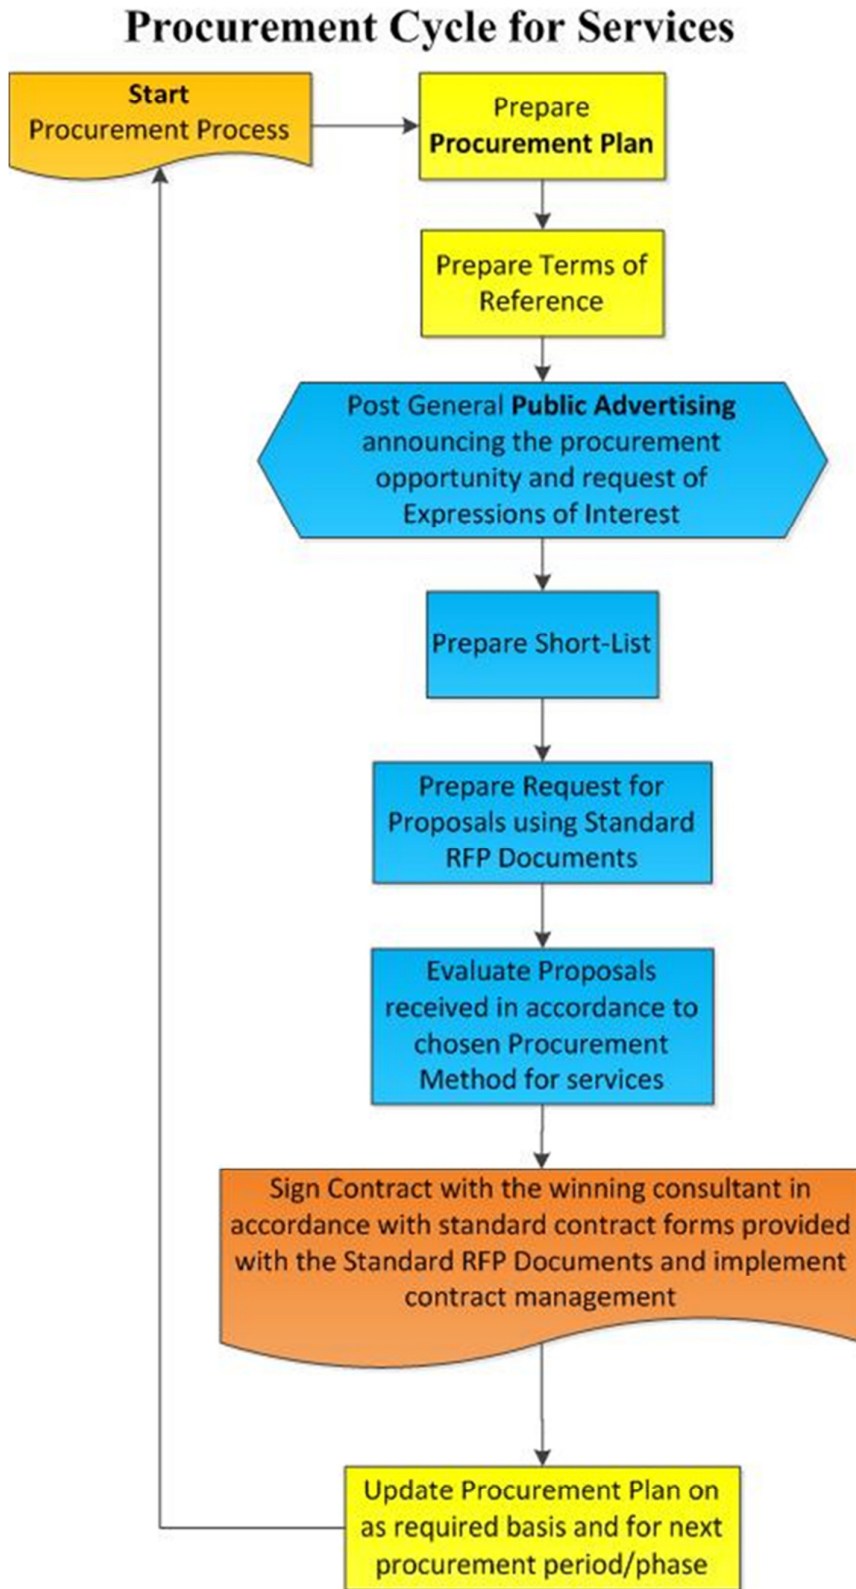 Procurement Cycle for Services
Start
Procurement Process
Prepare
Procurement Plan
Prepare Terms of
Reference
Post General Public Advertising
announcing the procurement
opportunity and request of
Expressions of Interest
Prepare Short-List
Prepare Request for
Proposals using Standard
RFP Documents
Evaluate Proposals
received in accordance to
chosen Procurement
Method for services
Sign Contract with the winning consultant in
accordance with standard contract forms provided
with the Standard RFP Documents and implement
contract management
Update Procurement Plan on
as required basis and for next
procurement period/phase